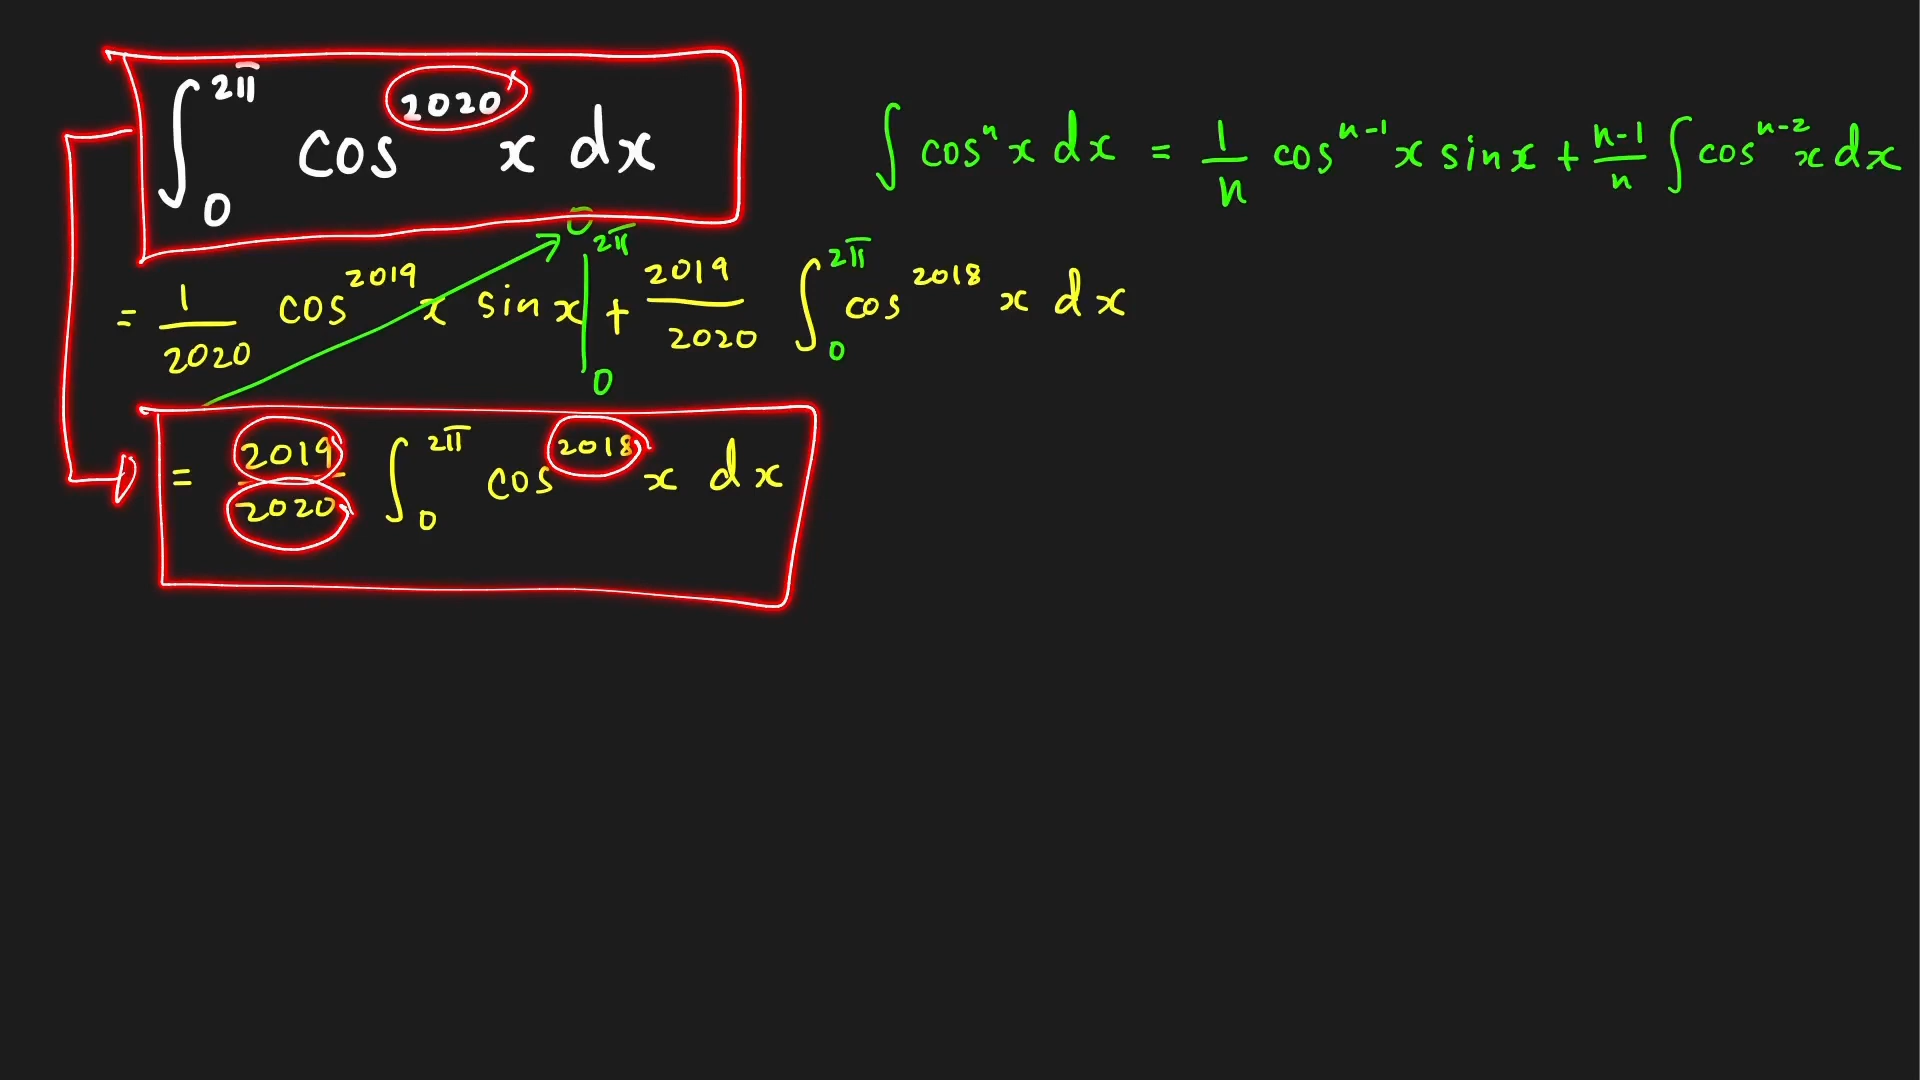 ∫₀^{2π} cos^{2020} x dx
∫ cosⁿ x dx = 1/n cos^{n-1} x sin x + (n-1)/n ∫ cos^{n-2} x dx
= 1/2020 cos^{2019} x sin x |₀^{2π} + 2019/2020 ∫₀^{2π} cos^{2018} x dx
0
= 2019/2020 ∫₀^{2π} cos^{2018} x dx